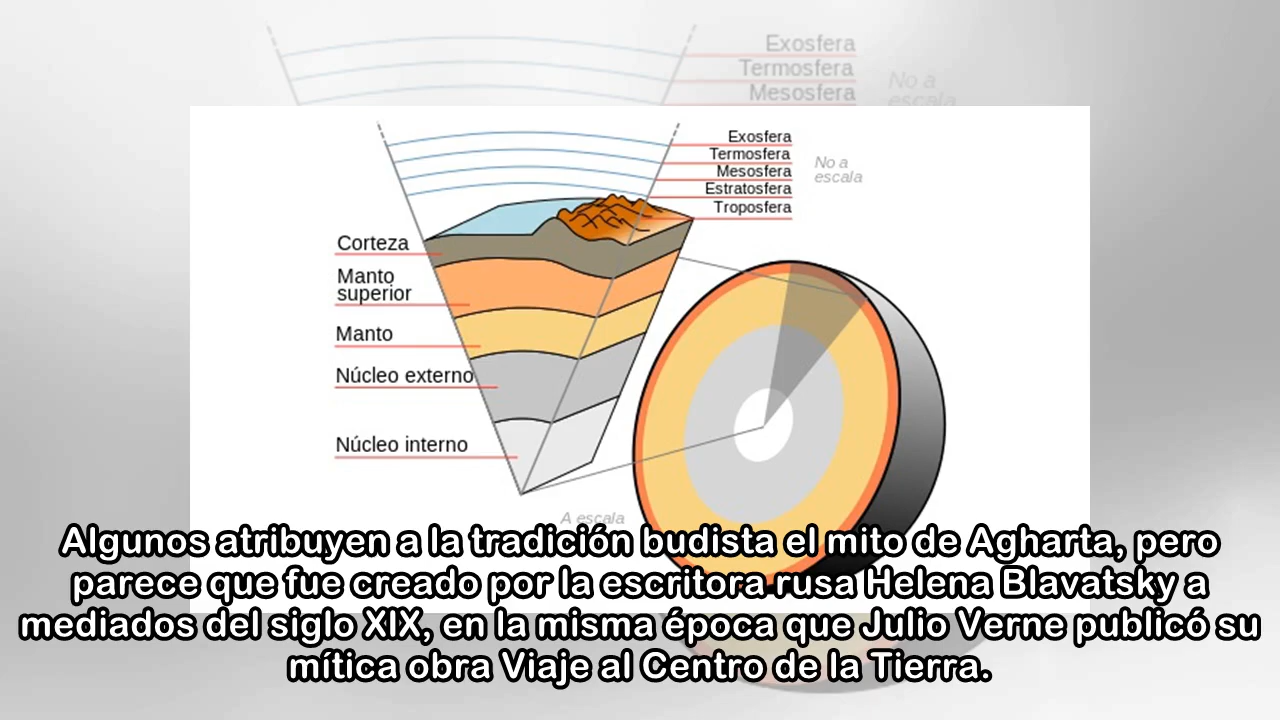 Exosfera
Termosfera
Mesosfera
No a
escala
Exosfera
Termosfera
Mesosfera
Estratosfera
Troposfera
No a
escala
Corteza
Manto
superior
Manto
Núcleo externo
Núcleo interno
A escala
Algunos atribuyen a la tradición budista el mito de Agharta, pero
parece que fue creado por la escritora rusa Helena Blavatsky a
mediados del siglo XIX, en la misma época que Julio Verne publicó su
mítica obra Viaje al Centro de la Tierra.